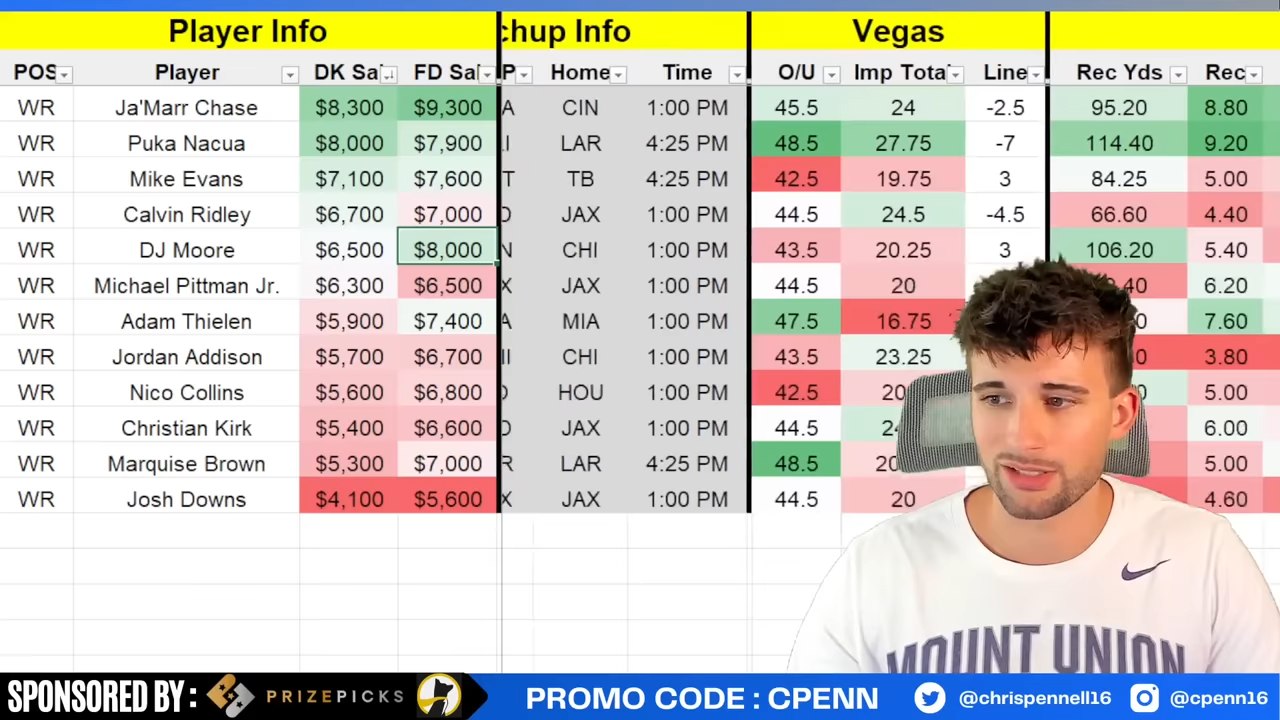 Player Info chup Info Vegas
POS Player DK Sal FD Sal P Home Time O/U Imp Tota Line Rec Yds Rec
WR Ja'Marr Chase $8,300 $9,300 A CIN 1:00 PM 45.5 24 -2.5 95.20 8.80
WR Puka Nacua $8,000 $7,900 LAR 4:25 PM 48.5 27.75 -7 114.40 9.20
WR Mike Evans $7,100 $7,600 T TB 4:25 PM 42.5 19.75 3 84.25 5.00
WR Calvin Ridley $6,700 $7,000 JAX 1:00 PM 44.5 24.5 -4.5 66.60 4.40
WR DJ Moore $6,500 $8,000 N CHI 1:00 PM 43.5 20.25 3 106.20 5.40
WR Michael Pittman Jr. $6,300 $6,500 X JAX 1:00 PM 44.5 20 .40 6.20
WR Adam Thielen $5,900 $7,400 A MIA 1:00 PM 47.5 16.75 7.60
WR Jordan Addison $5,700 $6,700 CHI 1:00 PM 43.5 23.25 3.80
WR Nico Collins $5,600 $6,800 HOU 1:00 PM 42.5 20 5.00
WR Christian Kirk $5,400 $6,600 JAX 1:00 PM 44.5 6.00
WR Marquise Brown $5,300 $7,000 R LAR 4:25 PM 48.5 20 5.00
WR Josh Downs $4,100 $5,600 X JAX 1:00 PM 44.5 20 4.60
MOUNT UNION
SPONSORED BY : PRIZEPICKS PROMO CODE : CPENN @chrispennell16 @cpenn16